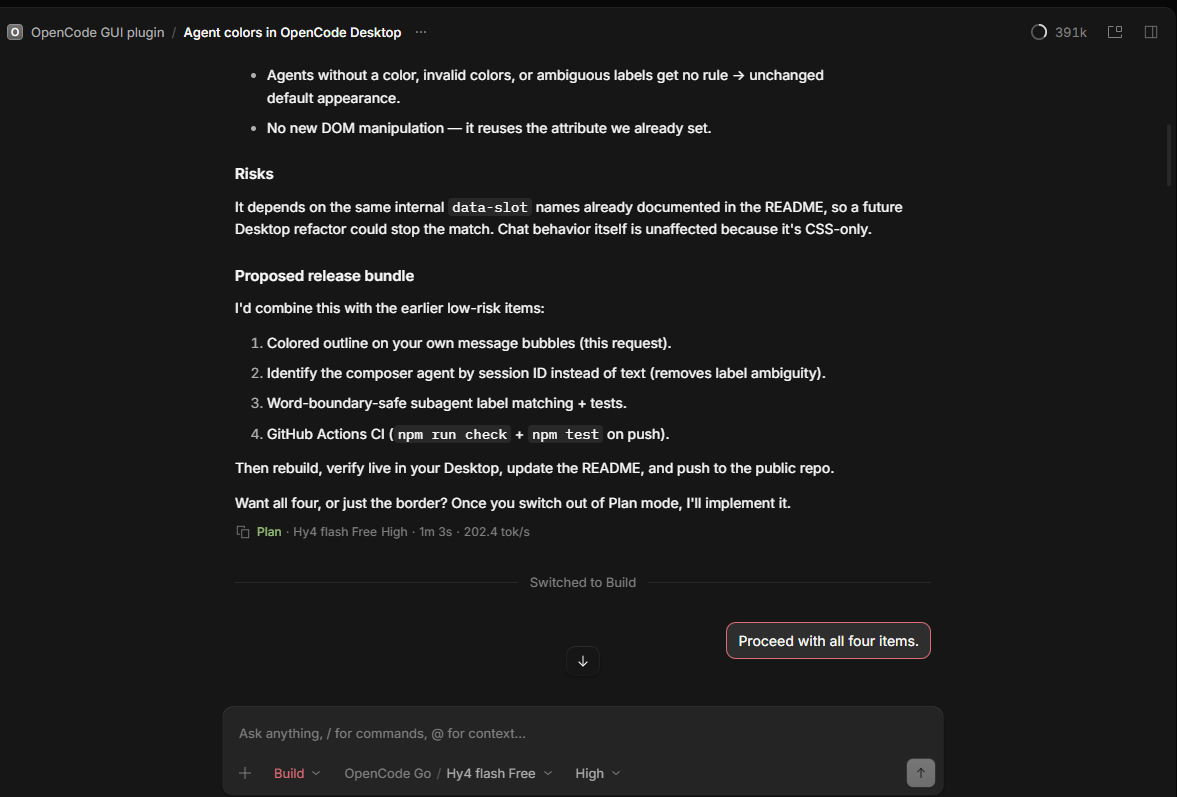 O OpenCode GUI plugin / Agent colors in OpenCode Desktop ... 391k
• Agents without a color, invalid colors, or ambiguous labels get no rule → unchanged
default appearance.
• No new DOM manipulation — it reuses the attribute we already set.
Risks
It depends on the same internal data-slot names already documented in the README, so a future
Desktop refactor could stop the match. Chat behavior itself is unaffected because it's CSS-only.
Proposed release bundle
I'd combine this with the earlier low-risk items:
1. Colored outline on your own message bubbles (this request).
2. Identify the composer agent by session ID instead of text (removes label ambiguity).
3. Word-boundary-safe subagent label matching + tests.
4. GitHub Actions CI (npm run check + npm test on push).
Then rebuild, verify live in your Desktop, update the README, and push to the public repo.
Want all four, or just the border? Once you switch out of Plan mode, I'll implement it.
Plan · Hy4 flash Free High · 1m 3s · 202.4 tok/s
Switched to Build
Proceed with all four items.
Ask anything, / for commands, @ for context...
Build OpenCode Go / Hy4 flash Free High